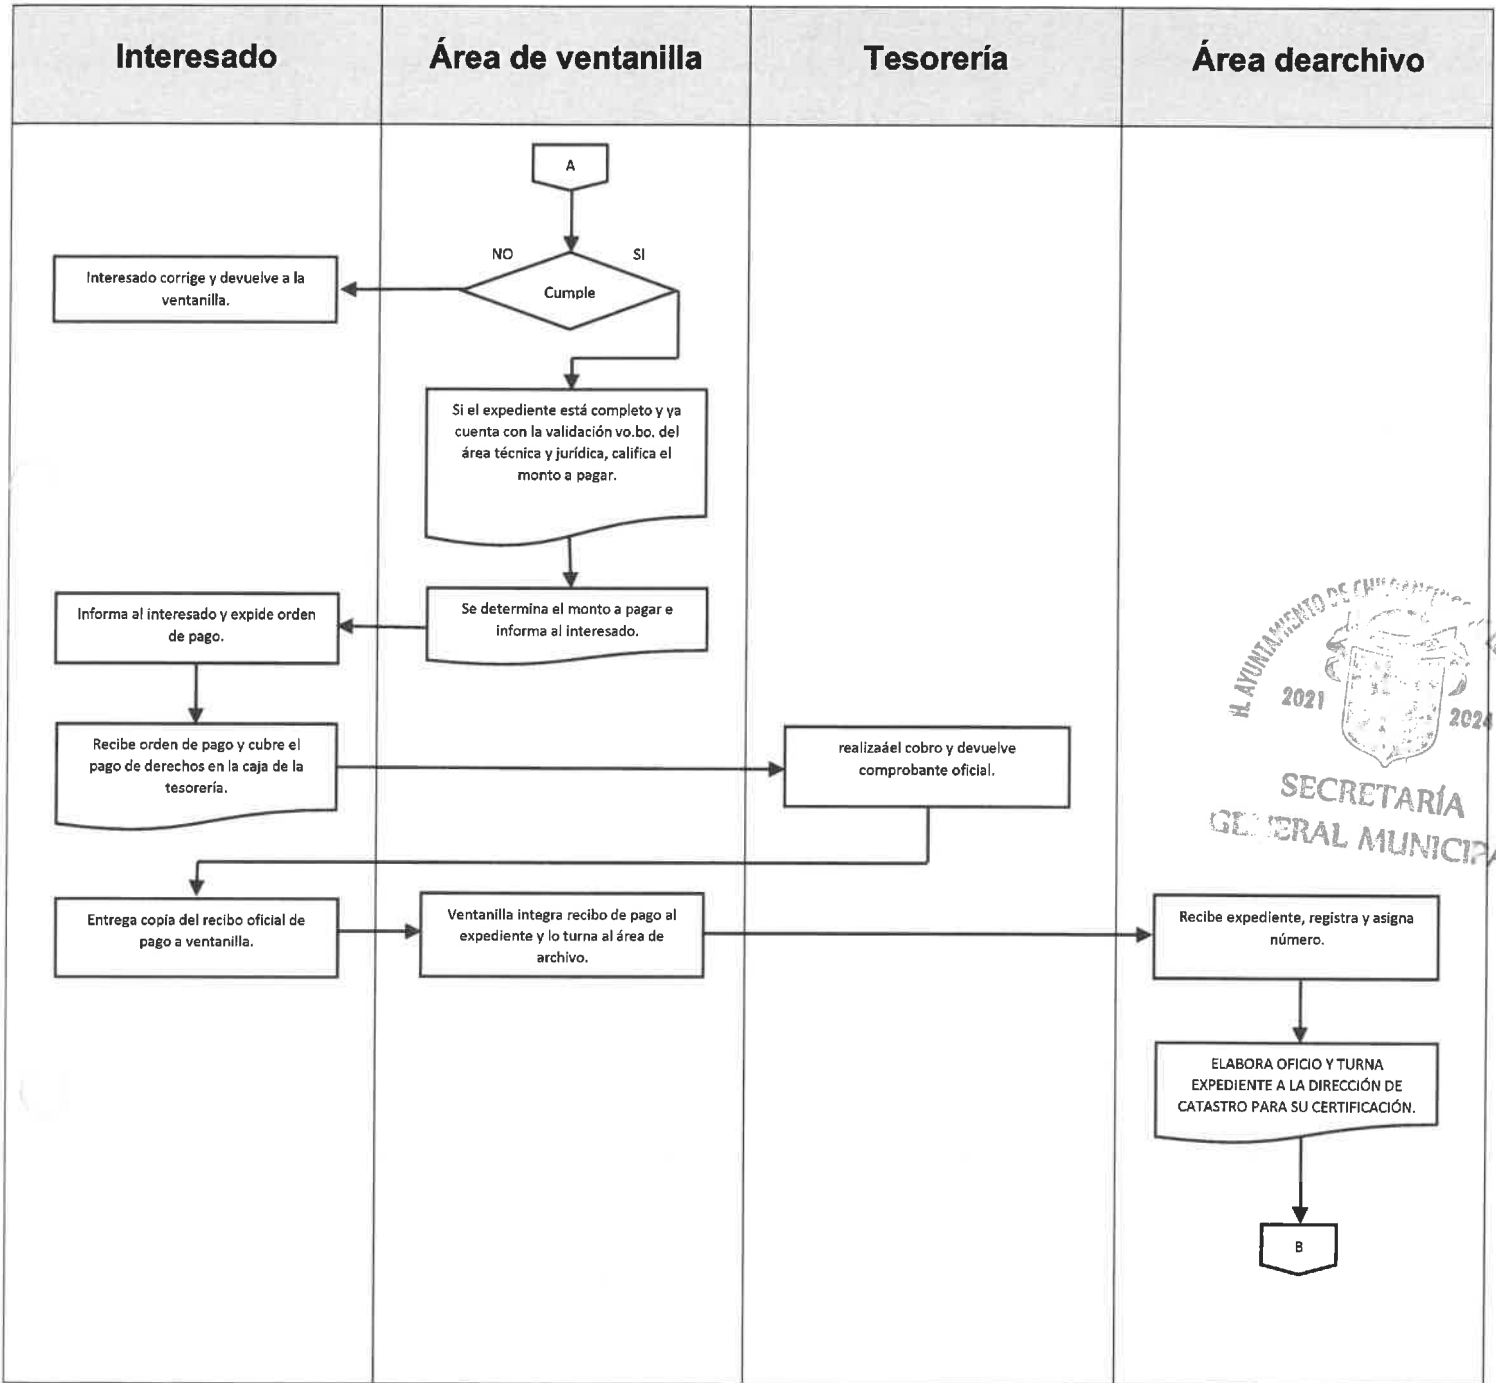 Interesado
Área de ventanilla
Tesorería
Área dearchivo
A
NO
SI
Cumple
Interesado corrige y devuelve a la
ventanilla.
Si el expediente está completo y ya
cuenta con la validación vo.bo. del
área técnica y jurídica, califica el
monto a pagar.
Se determina el monto a pagar e
informa al interesado.
Informa al interesado y expide orden
de pago.
Recibe orden de pago y cubre el
pago de derechos en la caja de la
tesorería.
realizaáel cobro y devuelve
comprobante oficial.
Entrega copia del recibo oficial de
pago a ventanilla.
Ventanilla integra recibo de pago al
expediente y lo turna al área de
archivo.
Recibe expediente, registra y asigna
número.
ELABORA OFICIO Y TURNA
EXPEDIENTE A LA DIRECCIÓN DE
CATASTRO PARA SU CERTIFICACIÓN.
B
H. AYUNTAMIENTO DE
2021
2024
SECRETARÍA
GENERAL MUNICIPA